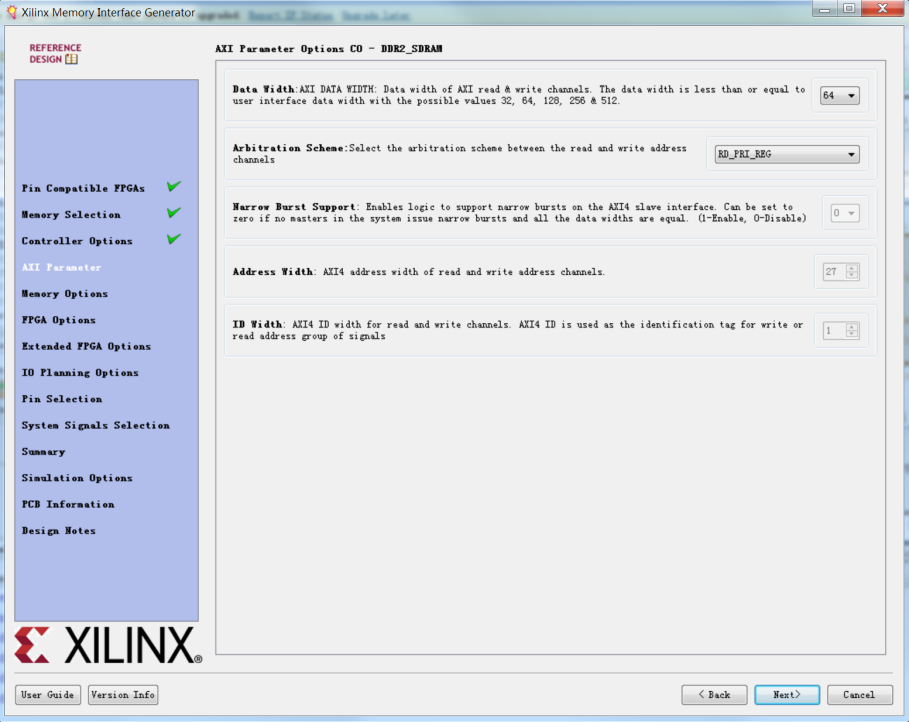 Xilinx Memory Interface Generator
upgraded. Report IP Status Upgrade Later
REFERENCE
DESIGN
Pin Compatible FPGAs
Memory Selection
Controller Options
AXI Parameter
Memory Options
FPGA Options
Extended FPGA Options
IO Planning Options
Pin Selection
System Signals Selection
Summary
Simulation Options
PCB Information
Design Notes
XILINX®
AXI Parameter Options C0 - DDR2_SDRAM
Data Width:AXI DATA WIDTH: Data width of AXI read & write channels. The data width is less than or equal to
user interface data width with the possible values 32, 64, 128, 256 & 512.
64
Arbitration Scheme:Select the arbitration scheme between the read and write address
channels
RD_PRI_REG
Narrow Burst Support: Enables logic to support narrow bursts on the AXI4 slave interface. Can be set to
zero if no masters in the system issue narrow bursts and all the data widths are equal. (1-Enable, 0-Disable)
0
Address Width: AXI4 address width of read and write address channels.
27
ID Width: AXI4 ID width for read and write channels. AXI4 ID is used as the identification tag for write or
read address group of signals
1
User Guide
Version Info
< Back
Next>
Cancel